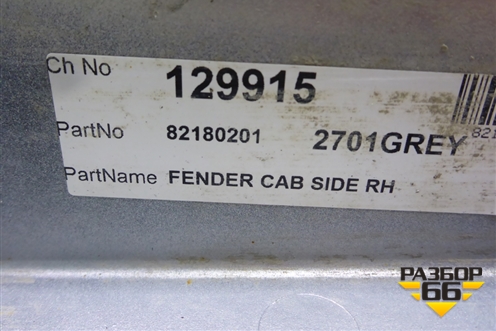 Ch No 129915
PartNo 82180201 2701GREY
PartName FENDER CAB SIDE RH
РАЗБОР
66